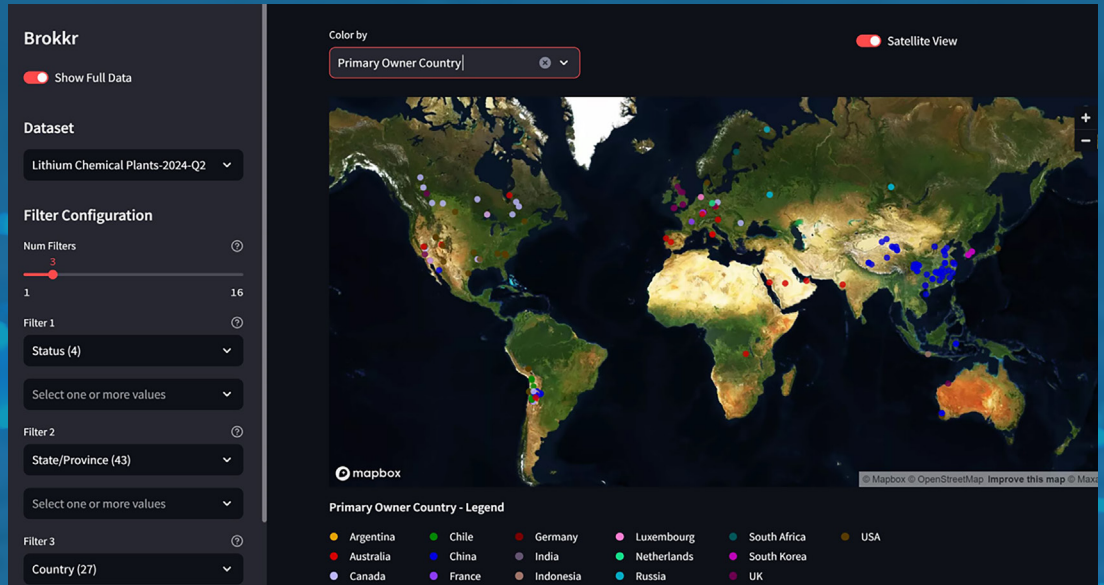 Brokkr
Show Full Data
Dataset
Lithium Chemical Plants-2024-Q2
Filter Configuration
Num Filters
3
1 16
Filter 1
Status (4)
Select one or more values
Filter 2
State/Province (43)
Select one or more values
Filter 3
Country (27)
Color by
Primary Owner Country
Satellite View
+
−
mapbox
© Mapbox © OpenStreetMap Improve this map © Maxa
Primary Owner Country - Legend
Argentina Chile Germany Luxembourg South Africa USA
Australia China India Netherlands South Korea
Canada France Indonesia Russia UK